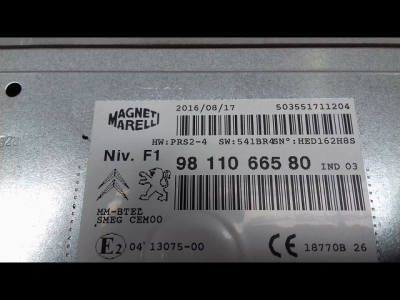 MAGNETI MARELLI
2016/08/17 503551711204
HW:PRS2-4 SW:541BR4SN°:HED162H8S
Niv. F1 98 110 665 80 IND 03
MM-BTEL
SMEG CEM00
E2 04 13075-00 CE 18770B 26